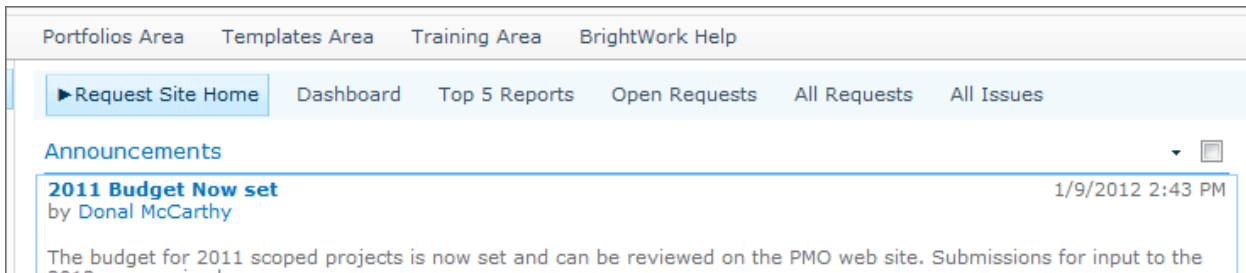 Portfolios Area Templates Area Training Area BrightWork Help
►Request Site Home Dashboard Top 5 Reports Open Requests All Requests All Issues
Announcements
2011 Budget Now set 1/9/2012 2:43 PM
by Donal McCarthy
The budget for 2011 scoped projects is now set and can be reviewed on the PMO web site. Submissions for input to the